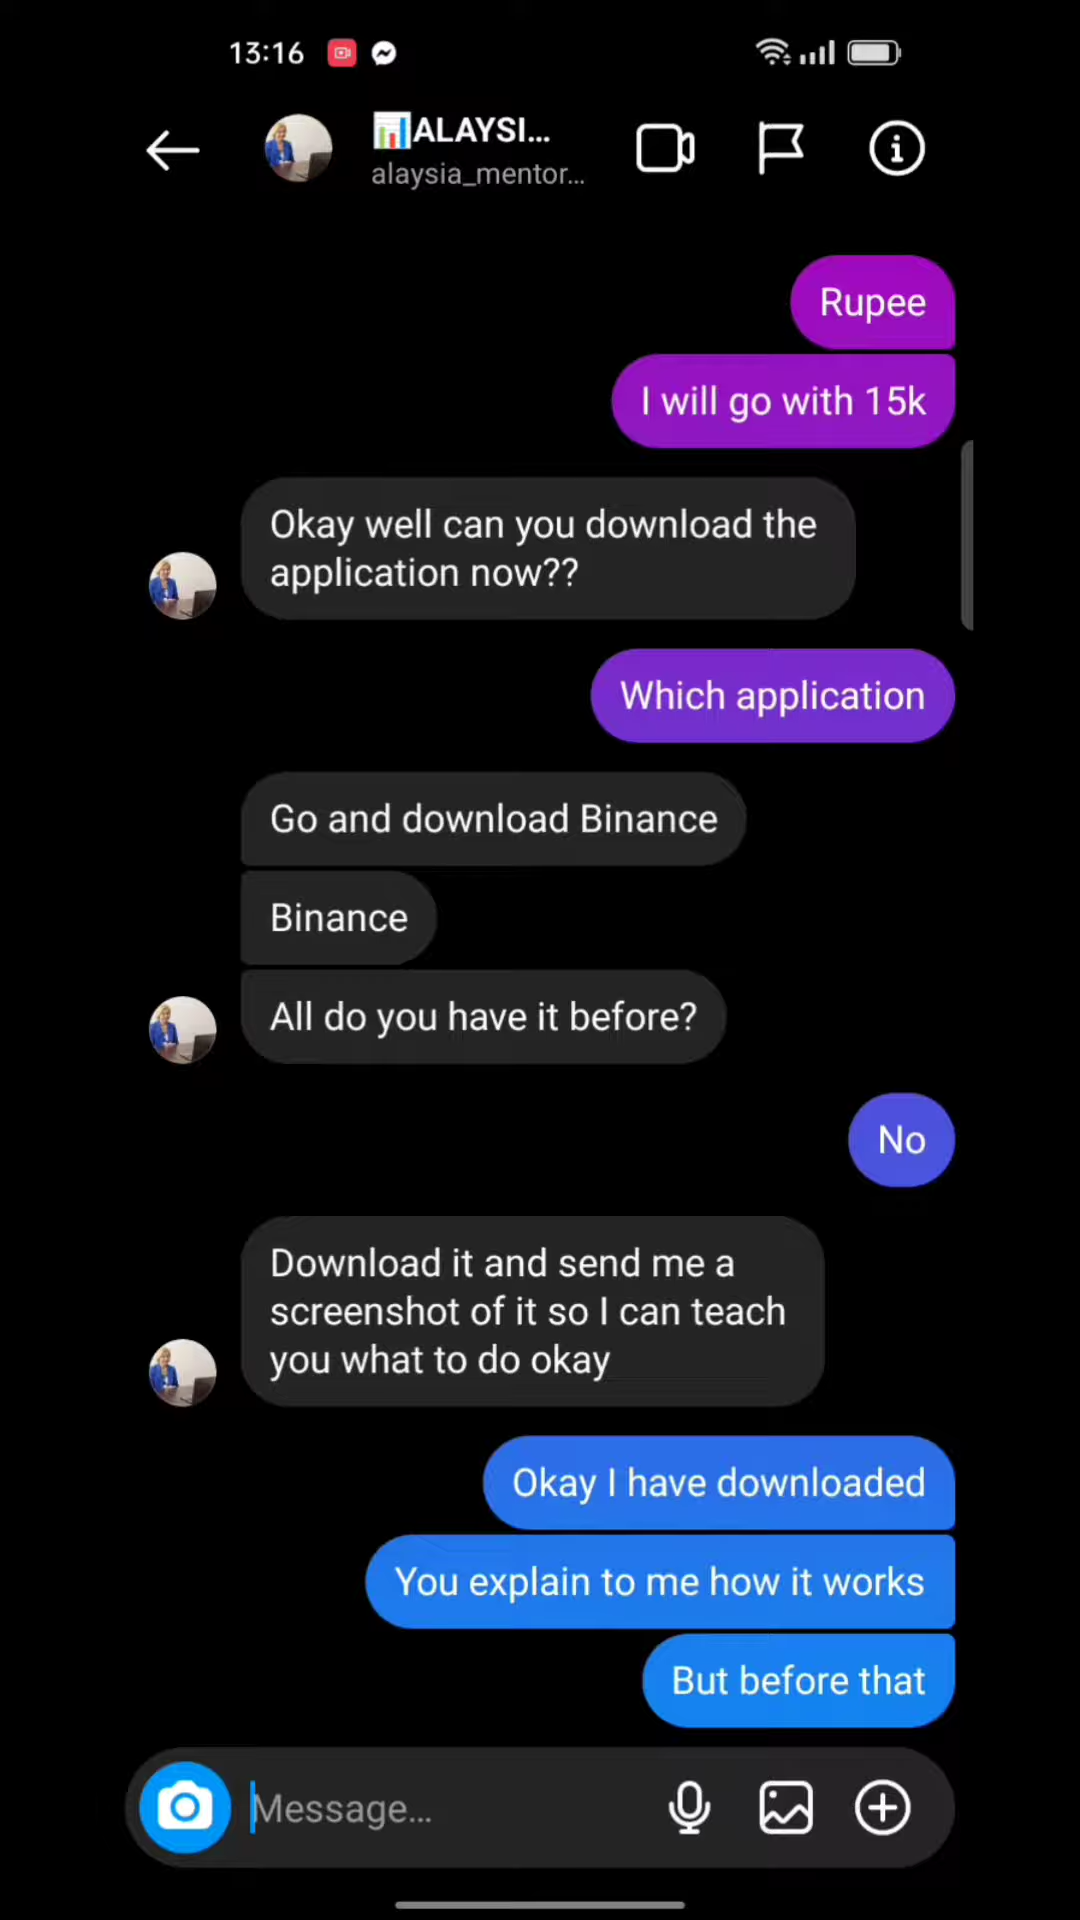 13:16
ALAYSI...
alaysia_mentor...
Rupee
I will go with 15k
Okay well can you download the
application now??
Which application
Go and download Binance
Binance
All do you have it before?
No
Download it and send me a
screenshot of it so I can teach
you what to do okay
Okay I have downloaded
You explain to me how it works
But before that
Message...